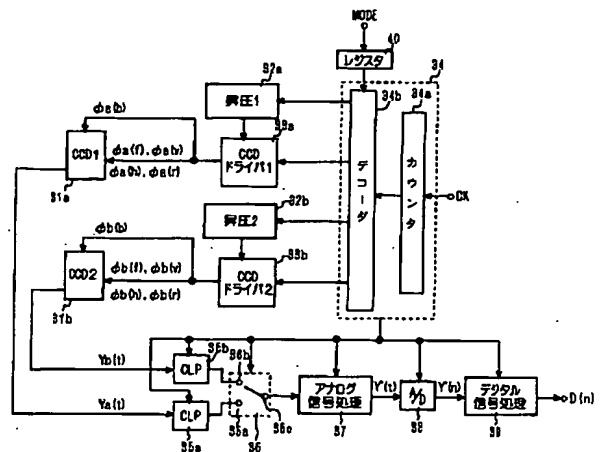 MODE
40
レジスタ
34
32a
34b
34a
昇圧1
33a
φa(b)
CCD1
φa(f), φa(v)
φa(h), φa(r)
CCD
ドライバ1
デコーダ
カウンタ
CK
31a
32b
昇圧2
33b
φb(b)
CCD2
φb(f), φb(v)
φb(h), φb(r)
CCD
ドライバ2
31b
35b
Yb(t)
CLP
36b
Ya(t)
CLP
36a
36c
35a
36
アナログ
信号処理
37
Y'(t)
A/D
38
Y'(n)
デジタル
信号処理
39
D(n)